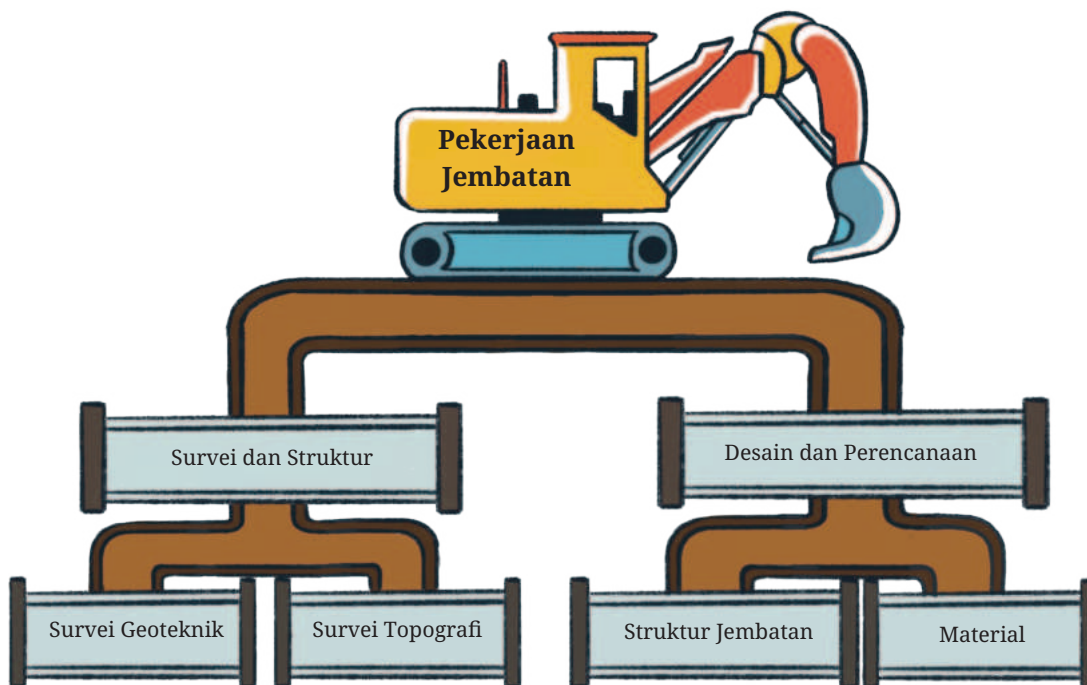 Pekerjaan
Jembatan
Survei dan Struktur
Desain dan Perencanaan
Survei Geoteknik
Survei Topografi
Struktur Jembatan
Material